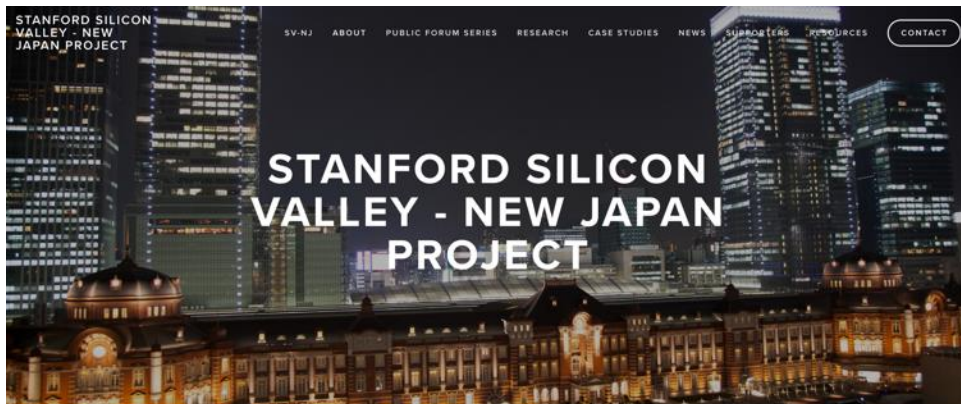 STANFORD SILICON
VALLEY - NEW
JAPAN PROJECT
SV-NJ ABOUT PUBLIC FORUM SERIES RESEARCH CASE STUDIES NEWS SUPPORTERS RESOURCES CONTACT
STANFORD SILICON
VALLEY - NEW JAPAN
PROJECT